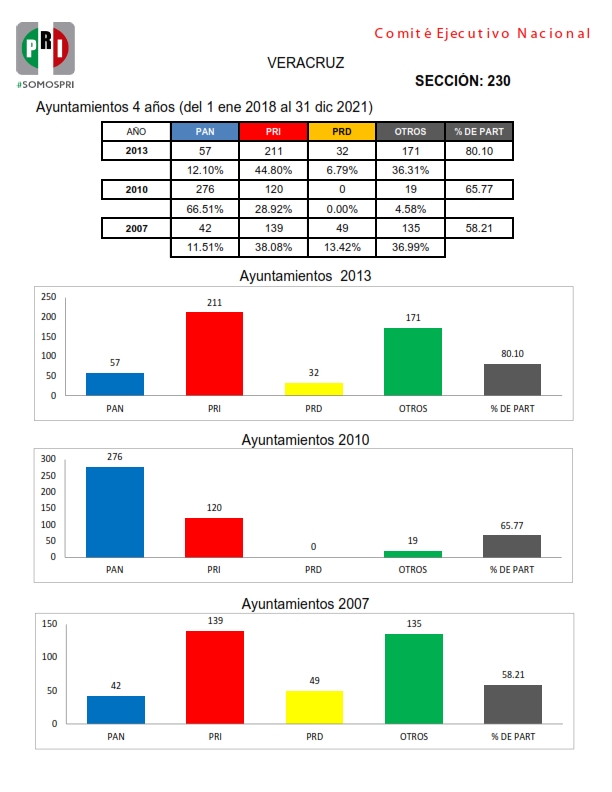 Comité Ejecutivo Nacional
PRI
#SOMOSPRI
VERACRUZ
SECCIÓN: 230
Ayuntamientos 4 años (del 1 ene 2018 al 31 dic 2021)
AÑO PAN PRI PRD OTROS % DE PART
2013 57 211 32 171 80.10
12.10% 44.80% 6.79% 36.31%
2010 276 120 0 19 65.77
66.51% 28.92% 0.00% 4.58%
2007 42 139 49 135 58.21
11.51% 38.08% 13.42% 36.99%
Ayuntamientos 2013
250
200
150
100
50
0
57 211 32 171 80.10
PAN PRI PRD OTROS % DE PART
Ayuntamientos 2010
300
250
200
150
100
50
0
276 120 0 19 65.77
PAN PRI PRD OTROS % DE PART
Ayuntamientos 2007
150
100
50
0
42 139 49 135 58.21
PAN PRI PRD OTROS % DE PART